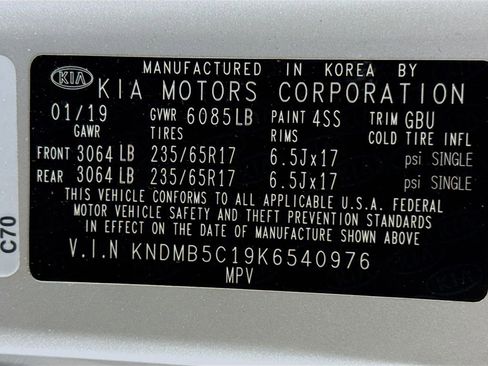 MANUFACTURED IN KOREA BY
KIA KIA MOTORS CORPORATION
01/19 GVWR 6085LB PAINT 4SS TRIM GBU
GAWR TIRES RIMS COLD TIRE INFL
FRONT 3064 LB 235/65R17 6.5Jx17 psi SINGLE
REAR 3064 LB 235/65R17 6.5Jx17 psi SINGLE
THIS VEHICLE CONFORMS TO ALL APPLICABLE U.S.A. FEDERAL
MOTOR VEHICLE SAFETY AND THEFT PREVENTION STANDARDS
IN EFFECT ON THE DATE OF MANUFACTURE SHOWN ABOVE
V.I.N KNDMB5C19K6540976
MPV
C70